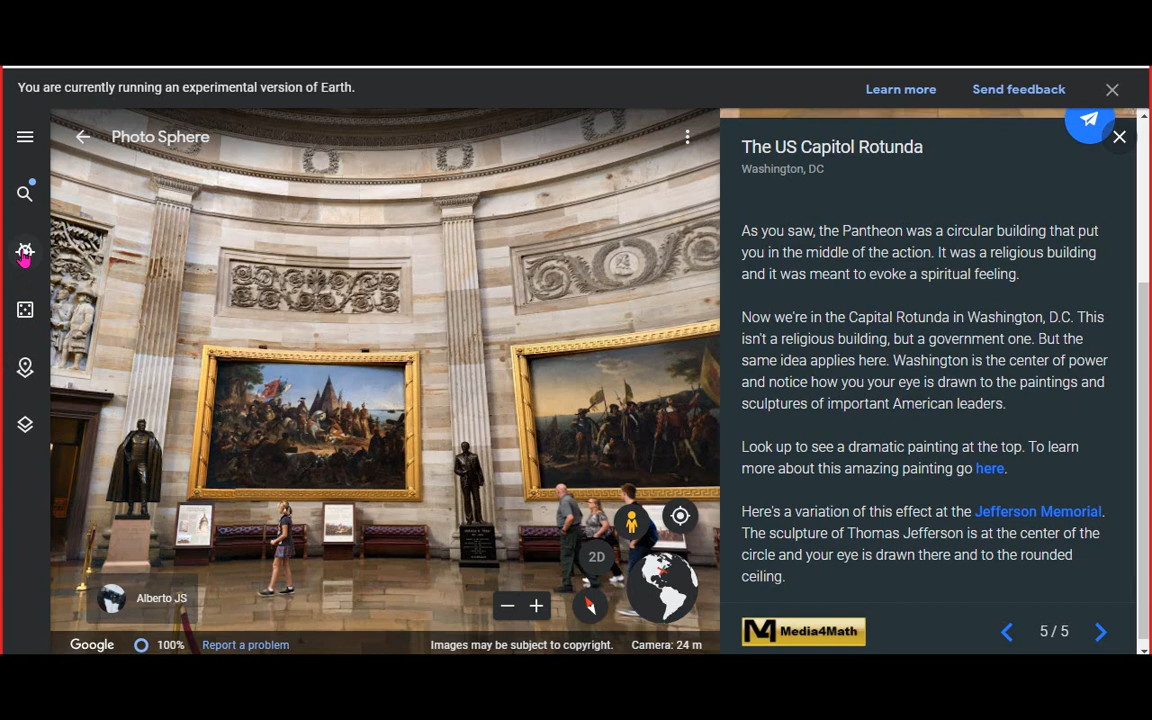 You are currently running an experimental version of Earth.
Learn more
Send feedback
Photo Sphere
The US Capitol Rotunda
Washington, DC
As you saw, the Pantheon was a circular building that put
you in the middle of the action. It was a religious building
and it was meant to evoke a spiritual feeling.
Now we're in the Capital Rotunda in Washington, D.C. This
isn't a religious building, but a government one. But the
same idea applies here. Washington is the center of power
and notice how you your eye is drawn to the paintings and
sculptures of important American leaders.
Look up to see a dramatic painting at the top. To learn
more about this amazing painting go here.
Here's a variation of this effect at the Jefferson Memorial.
The sculpture of Thomas Jefferson is at the center of the
circle and your eye is drawn there and to the rounded
ceiling.
2D
Alberto JS
Google
100%
Report a problem
Images may be subject to copyright.
Camera: 24 m
M4 Media4Math
5 / 5